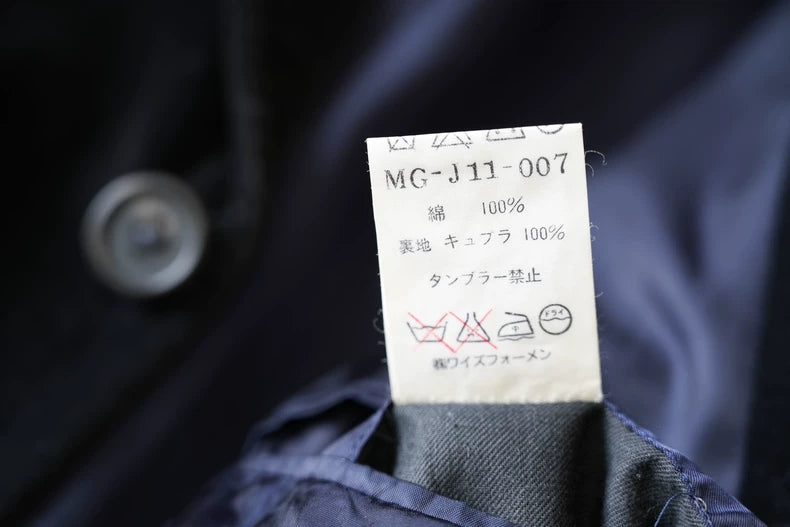 MG-J11-007
綿 100%
裏地 キュプラ 100%
タンブラー禁止
中 ドライ
㈱ワイズフォーメン